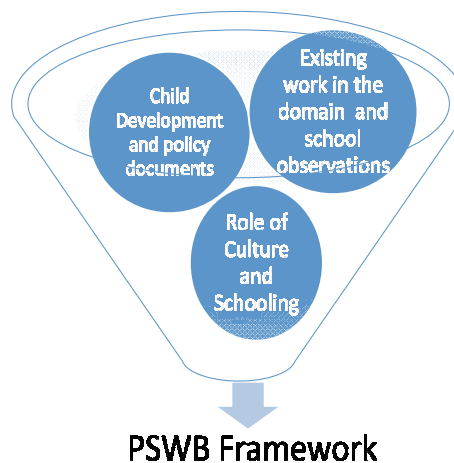 Child
Development
and policy
documents
Existing
work in the
domain and
school
observations
Role of
Culture
and
Schooling
PSWB Framework